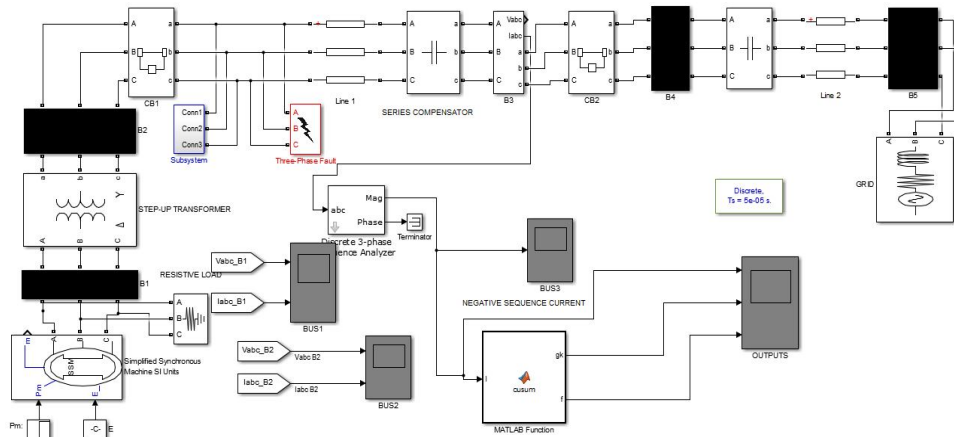 A a
B b
C c
CB1
+
Line 1
A a
B b
C c
SERIES COMPENSATOR
Vabc
Iabc
a
b
c
B3
A a
B b
C c
CB2
B4
A a
B b
C c
+
Line 2
B5
B2
Conn1
Conn2
Conn3
Subsystem
A
B
C
Three-Phase Fault
A B C
GRID
a b c
Y
Δ
A B C
STEP-UP TRANSFORMER
abc
Mag
Phase
Terminator
Discrete 3-phase
ence Analyzer
Discrete,
Ts = 5e-05 s.
B1
RESISTIVE LOAD
A
B
C
Vabc_B1
Iabc_B1
BUS1
BUS3
NEGATIVE SEQUENCE CURRENT
OUTPUTS
m
A B C
SSM
Pm
E
Simplified Synchronous
Machine SI Units
Vabc_B2
Vabc B2
Iabc_B2
Iabc B2
BUS2
I
cusum
gk
f
MATLAB Function
Pm:
-C-
E